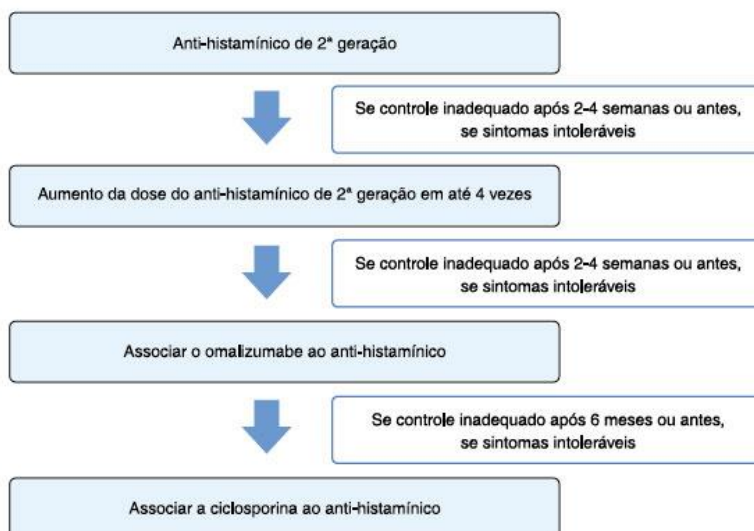 Anti-histamínico de 2ª geração
Se controle inadequado após 2-4 semanas ou antes,
se sintomas intoleráveis
Aumento da dose do anti-histamínico de 2ª geração em até 4 vezes
Se controle inadequado após 2-4 semanas ou antes,
se sintomas intoleráveis
Associar o omalizumabe ao anti-histamínico
Se controle inadequado após 6 meses ou antes,
se sintomas intoleráveis
Associar a ciclosporina ao anti-histamínico